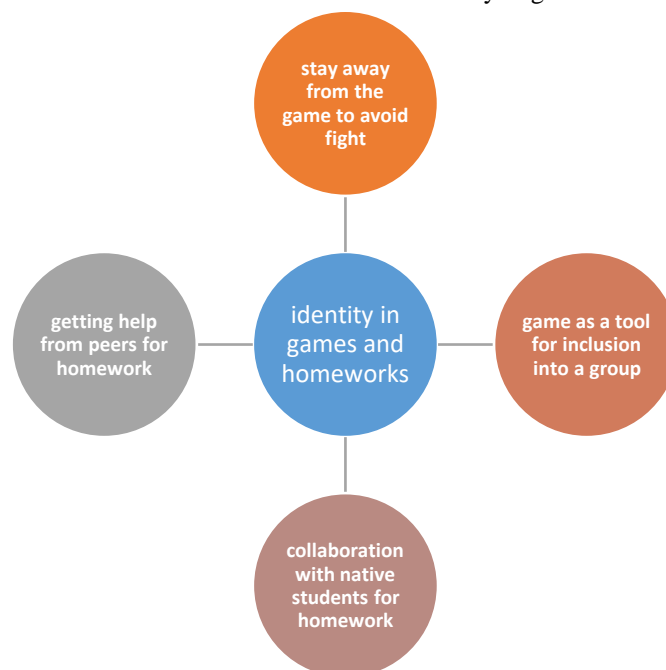 stay away
from the
game to avoid
fight
getting help
from peers for
homework
identity in
games and
homeworks
game as a tool
for inclusion
into a group
collaboration
with native
students for
homework